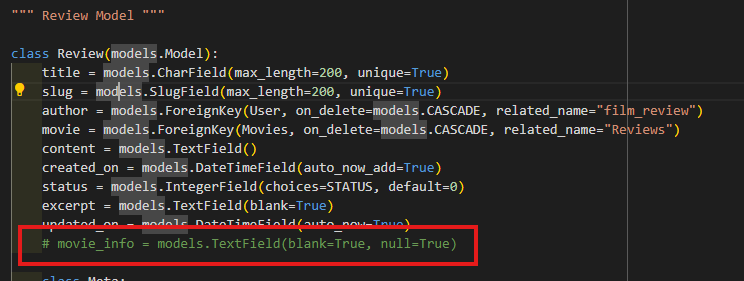 """ Review Model """
class Review(models.Model):
title = models.CharField(max_length=200, unique=True)
slug = models.SlugField(max_length=200, unique=True)
author = models.ForeignKey(User, on_delete=models.CASCADE, related_name="film_review")
movie = models.ForeignKey(Movies, on_delete=models.CASCADE, related_name="Reviews")
content = models.TextField()
created_on = models.DateTimeField(auto_now_add=True)
status = models.IntegerField(choices=STATUS, default=0)
excerpt = models.TextField(blank=True)
updated_on = models.DateTimeField(auto_now=True)
# movie_info = models.TextField(blank=True, null=True)
class Meta: